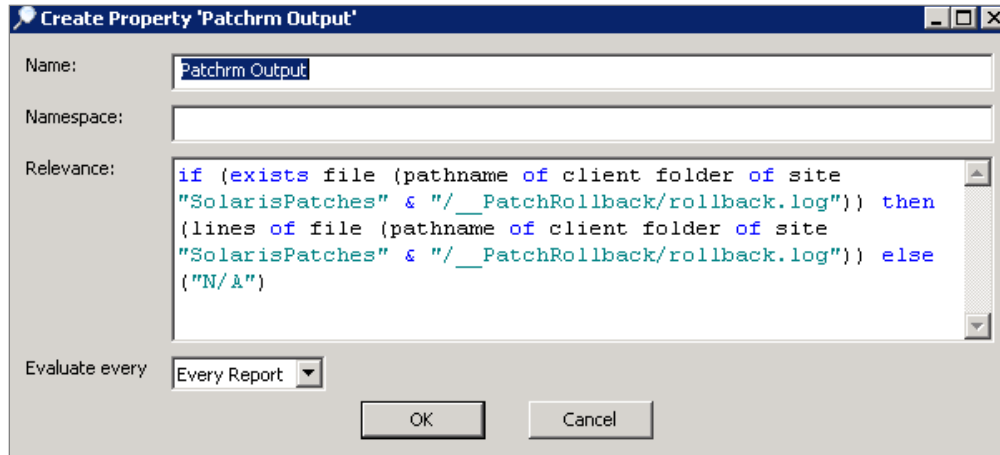 Create Property 'Patchrm Output'
Name:
Patchrm Output
Namespace:
Relevance:
if (exists file (pathname of client folder of site
"SolarisPatches" & "/__PatchRollback/rollback.log")) then
(lines of file (pathname of client folder of site
"SolarisPatches" & "/__PatchRollback/rollback.log")) else
("N/A")
Evaluate every
Every Report
OK
Cancel